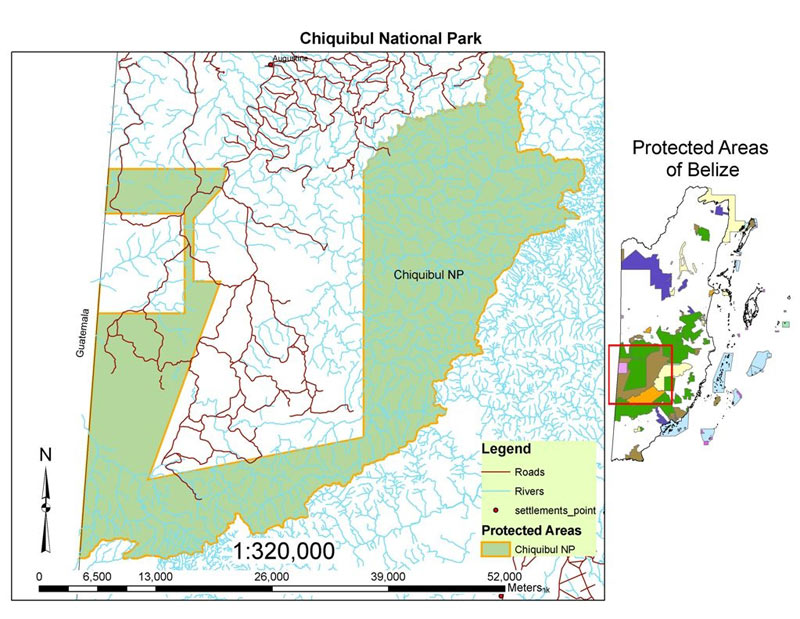 Chiquibul National Park
Augustine
Protected Areas
of Belize
Chiquibul NP
Guatemala
N
Legend
Roads
Rivers
settlements_point
Protected Areas
Chiquibul NP
1:320,000
0 6,500 13,000 26,000 39,000 52,000
Meters